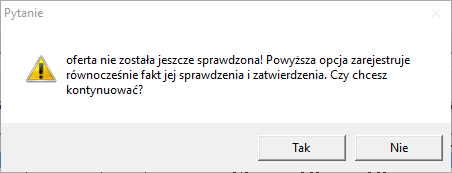 Pytanie
oferta nie została jeszcze sprawdzona! Powyższa opcja zarejestruje
równocześnie fakt jej sprawdzenia i zatwierdzenia. Czy chcesz
kontynuować?
Tak
Nie